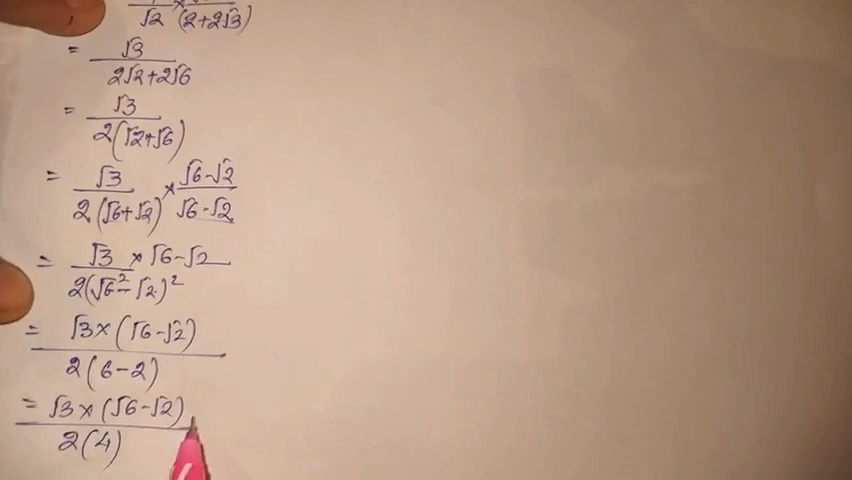 √2 (2+2√3)
= √3 / 2√2+2√6
= √3 / 2(√2+√6)
= √3 / 2(√6+√2) × √6-√2 / √6-√2
= √3 × √6-√2 / 2(√6² - √2)²
= √3 × (√6-√2) / 2(6-2)
= √3 × (√6-√2) / 2(4)